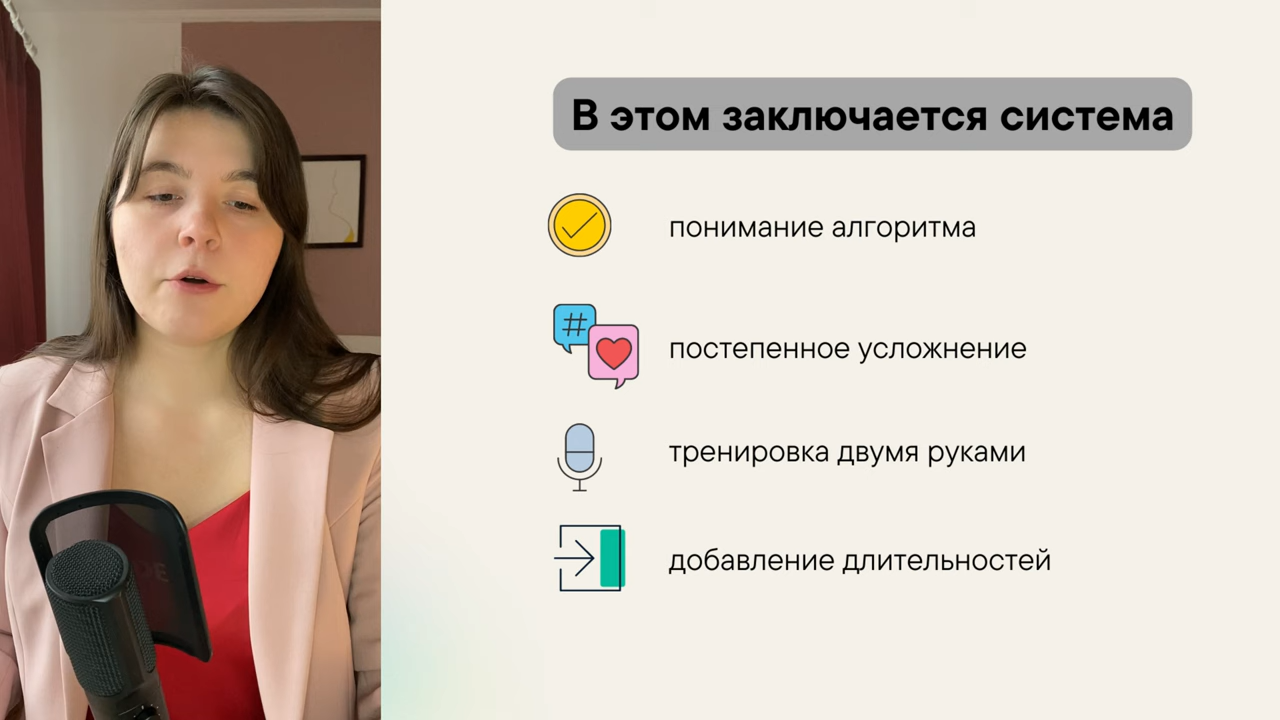 В этом заключается система
понимание алгоритма
#
постепенное усложнение
тренировка двумя руками
добавление длительностей